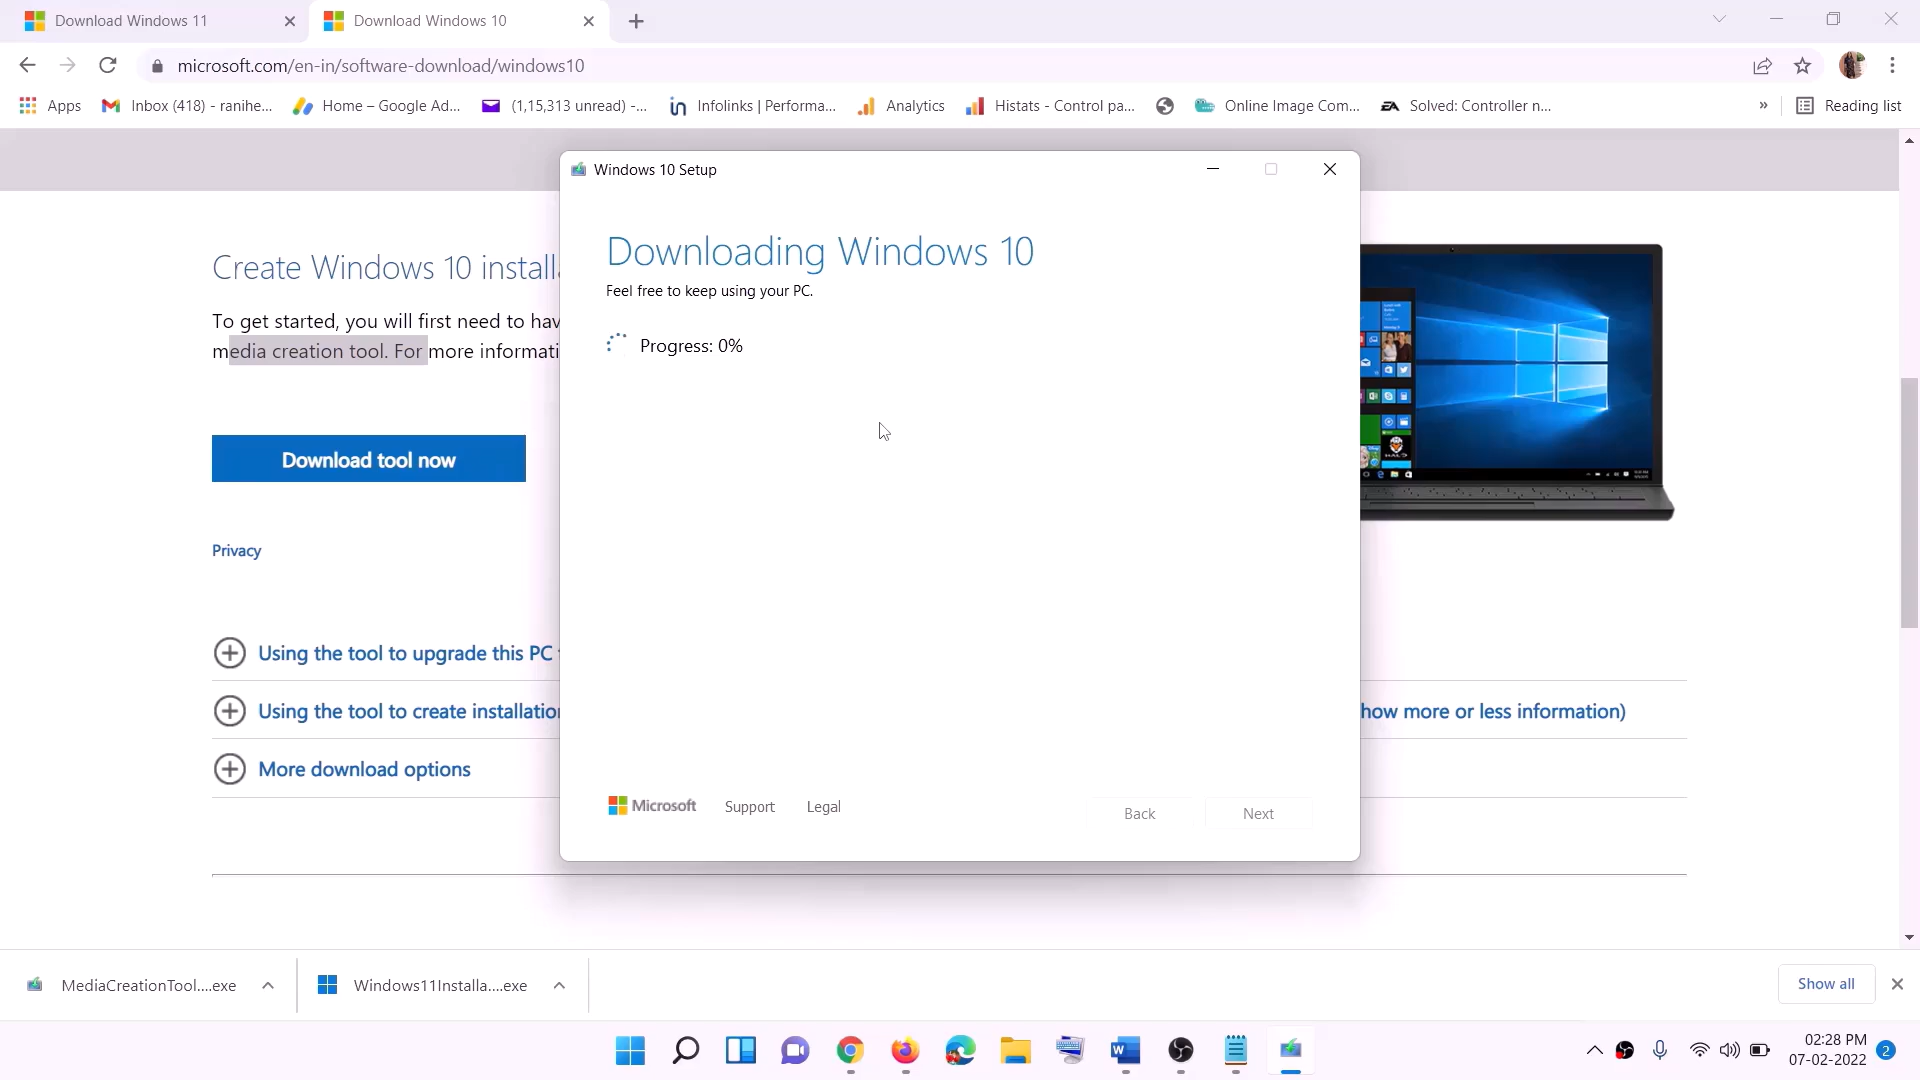 Download Windows 11
Download Windows 10
microsoft.com/en-in/software-download/windows10
Apps
Inbox (418) - ranihe...
Home – Google Ad...
(1,15,313 unread) -...
Infolinks | Performa...
Analytics
Histats - Control pa...
Online Image Com...
Solved: Controller n...
»
Reading list
Windows 10 Setup
Downloading Windows 10
Feel free to keep using your PC.
Progress: 0%
Create Windows 10 install
To get started, you will first need to hav
media creation tool. For more informati
Download tool now
Privacy
Using the tool to upgrade this PC
Using the tool to create installation
how more or less information)
More download options
Microsoft
Support
Legal
Back
Next
MediaCreationTool....exe
Windows11Installa....exe
Show all
02:28 PM
07-02-2022
2